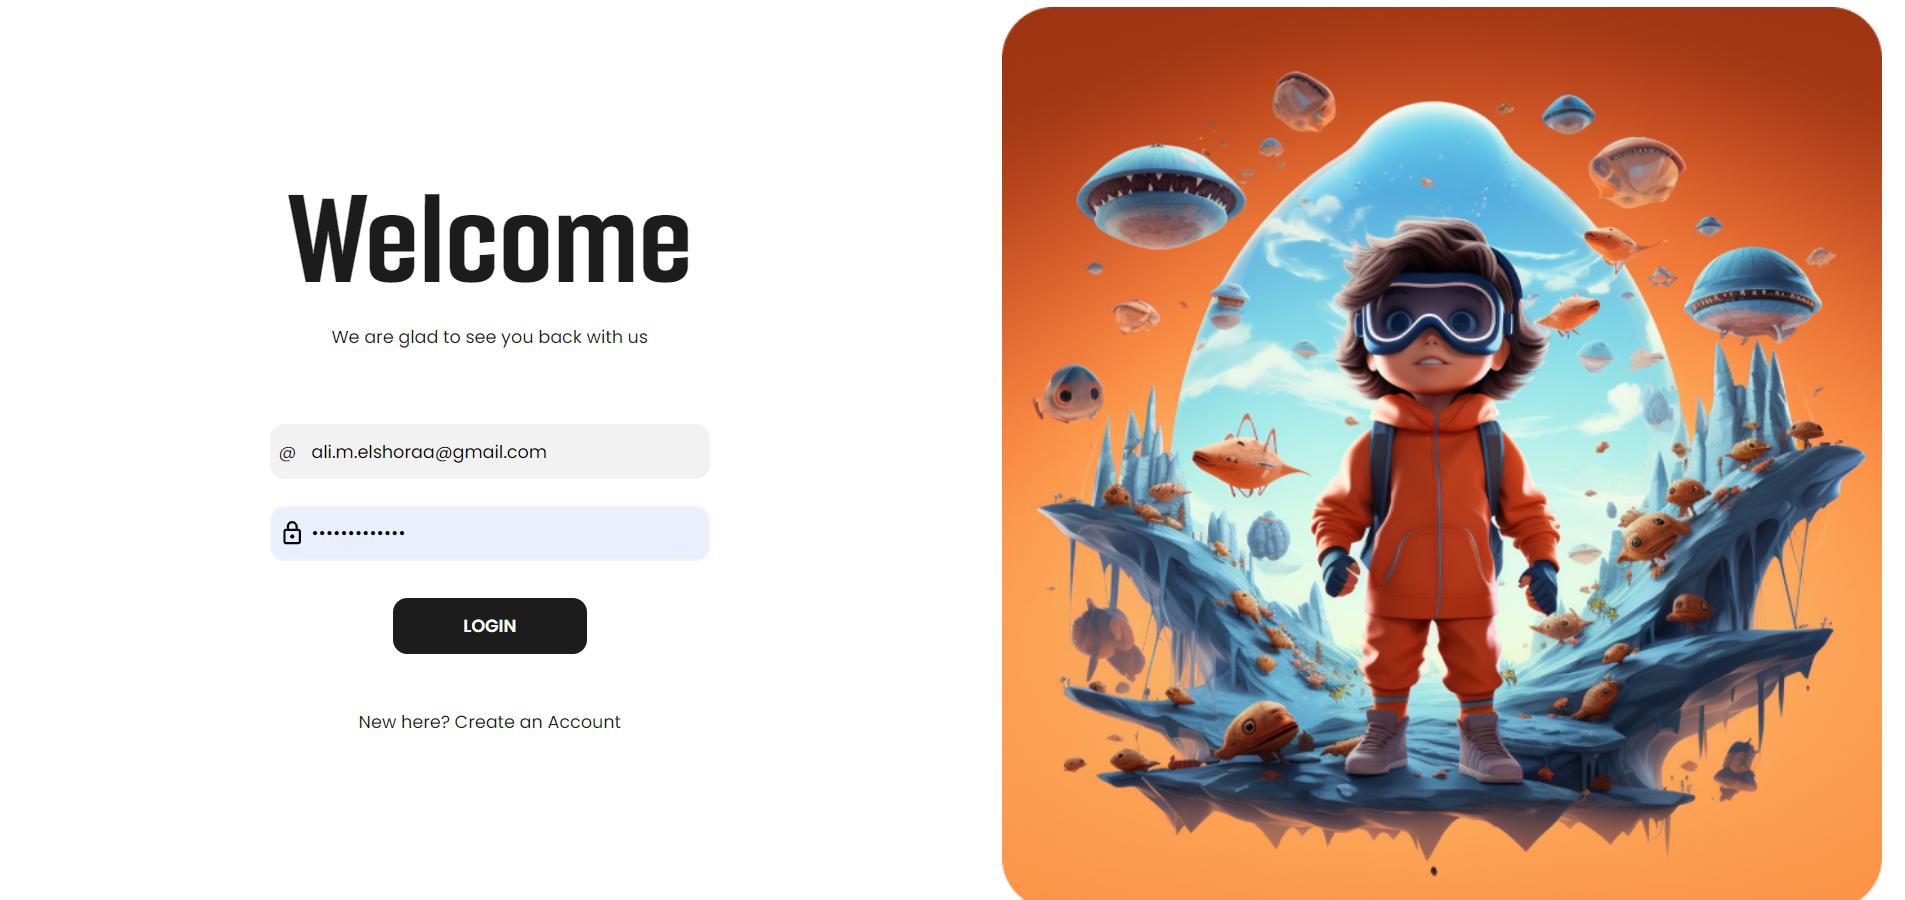 Welcome
We are glad to see you back with us
@ ali.m.elshoraa@gmail.com
•••••••••••••
LOGIN
New here? Create an Account